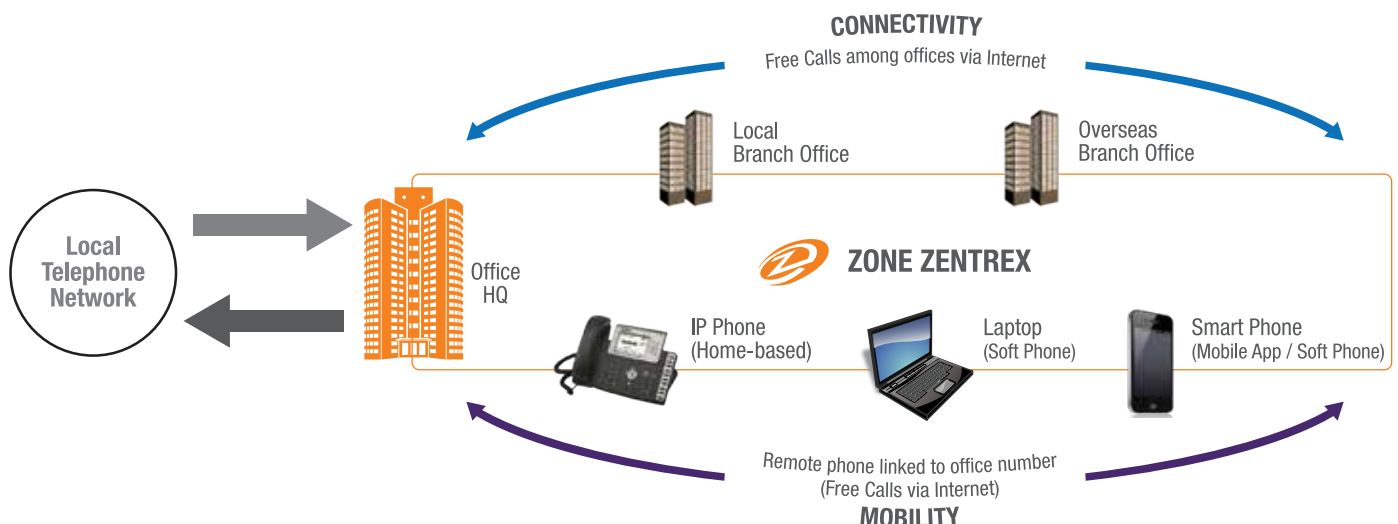 CONNECTIVITY
Free Calls among offices via Internet
Local
Branch Office
Overseas
Branch Office
Local
Telephone
Network
Office
HQ
ZONE ZENTREX
IP Phone
(Home-based)
Laptop
(Soft Phone)
Smart Phone
(Mobile App / Soft Phone)
Remote phone linked to office number
(Free Calls via Internet)
MOBILITY